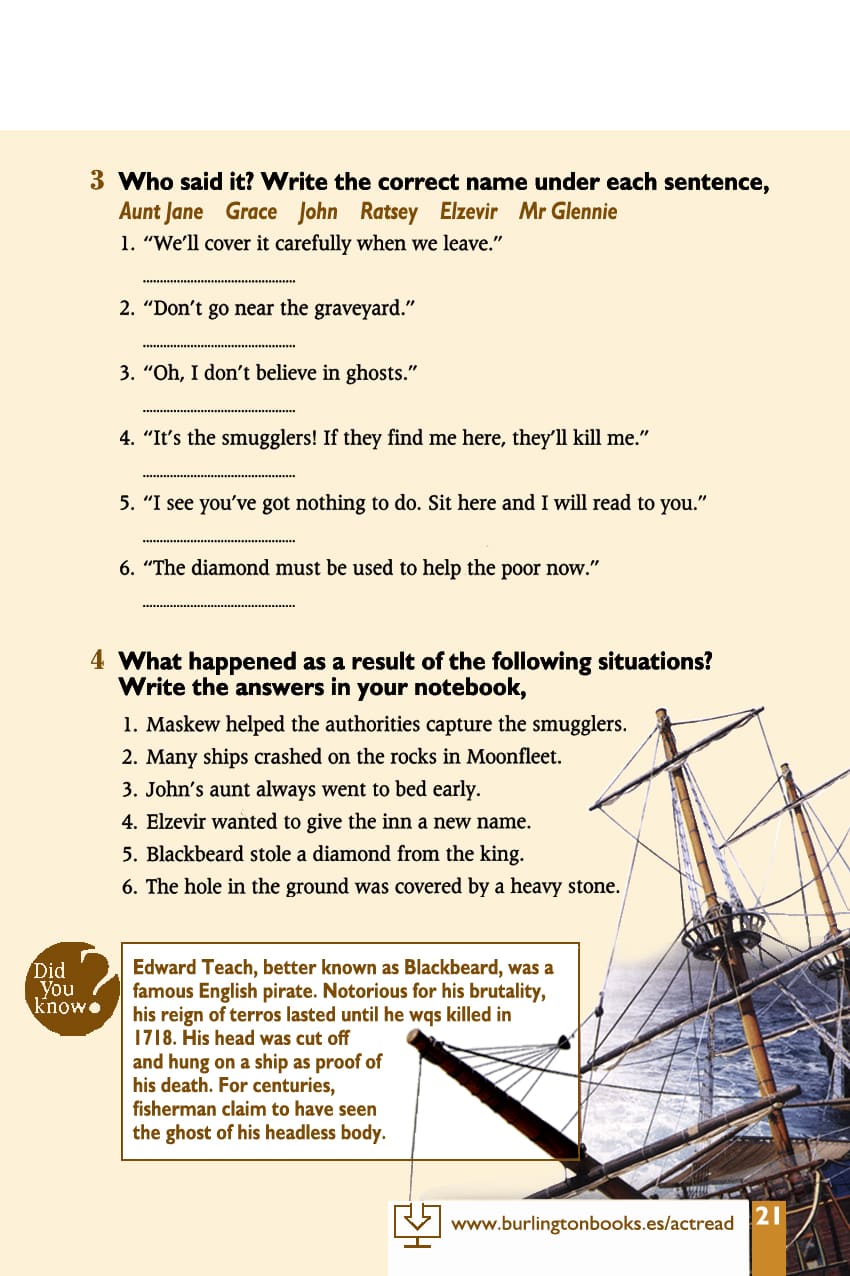 3 Who said it? Write the correct name under each sentence,
Aunt Jane Grace John Ratsey Elzevir Mr Glennie
1. “We’ll cover it carefully when we leave.”
2. “Don’t go near the graveyard.”
3. “Oh, I don’t believe in ghosts.”
4. “It’s the smugglers! If they find me here, they’ll kill me.”
5. “I see you’ve got nothing to do. Sit here and I will read to you.”
6. “The diamond must be used to help the poor now.”
4 What happened as a result of the following situations?
Write the answers in your notebook,
1. Maskew helped the authorities capture the smugglers.
2. Many ships crashed on the rocks in Moonfleet.
3. John’s aunt always went to bed early.
4. Elzevir wanted to give the inn a new name.
5. Blackbeard stole a diamond from the king.
6. The hole in the ground was covered by a heavy stone.
Did
You
know?
Edward Teach, better known as Blackbeard, was a
famous English pirate. Notorious for his brutality,
his reign of terros lasted until he wqs killed in
1718. His head was cut off
and hung on a ship as proof of
his death. For centuries,
fisherman claim to have seen
the ghost of his headless body.
www.burlingtonbooks.es/actread
21